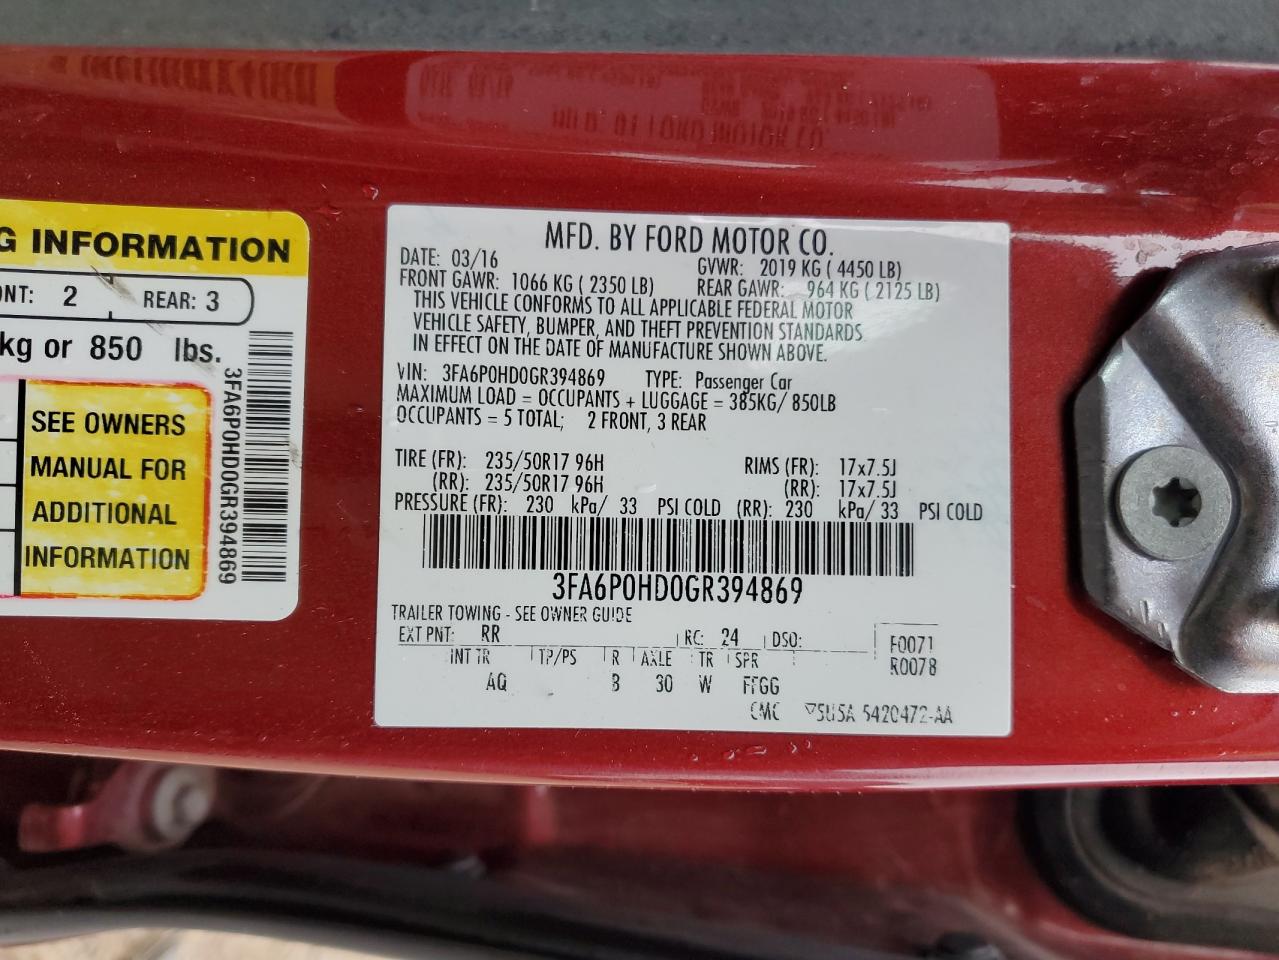 G INFORMATION
ONT: 2 REAR: 3
kg or 850 lbs.
SEE OWNERS
MANUAL FOR
ADDITIONAL
INFORMATION
3FA6P0HD0GR394869
MFD. BY FORD MOTOR CO.
DATE: 03/16 GVWR: 2019 KG ( 4450 LB)
FRONT GAWR: 1066 KG ( 2350 LB) REAR GAWR: 964 KG ( 2125 LB)
THIS VEHICLE CONFORMS TO ALL APPLICABLE FEDERAL MOTOR
VEHICLE SAFETY, BUMPER, AND THEFT PREVENTION STANDARDS
IN EFFECT ON THE DATE OF MANUFACTURE SHOWN ABOVE.
VIN: 3FA6P0HD0GR394869 TYPE: Passenger Car
MAXIMUM LOAD = OCCUPANTS + LUGGAGE = 385KG/ 850LB
OCCUPANTS = 5 TOTAL; 2 FRONT, 3 REAR
TIRE (FR): 235/50R17 96H RIMS (FR): 17x7.5J
(RR): 235/50R17 96H (RR): 17x7.5J
PRESSURE (FR): 230 kPa/ 33 PSI COLD (RR): 230 kPa/ 33 PSI COLD
3FA6P0HD0GR394869
TRAILER TOWING - SEE OWNER GUIDE
EXT PNT: RR RC: 24 DSO: F0071
R0078
INT TR TP/PS R AXLE TR SPR
AQ B 30 W FFGG
CMC ▽5U5A 5420472-AA